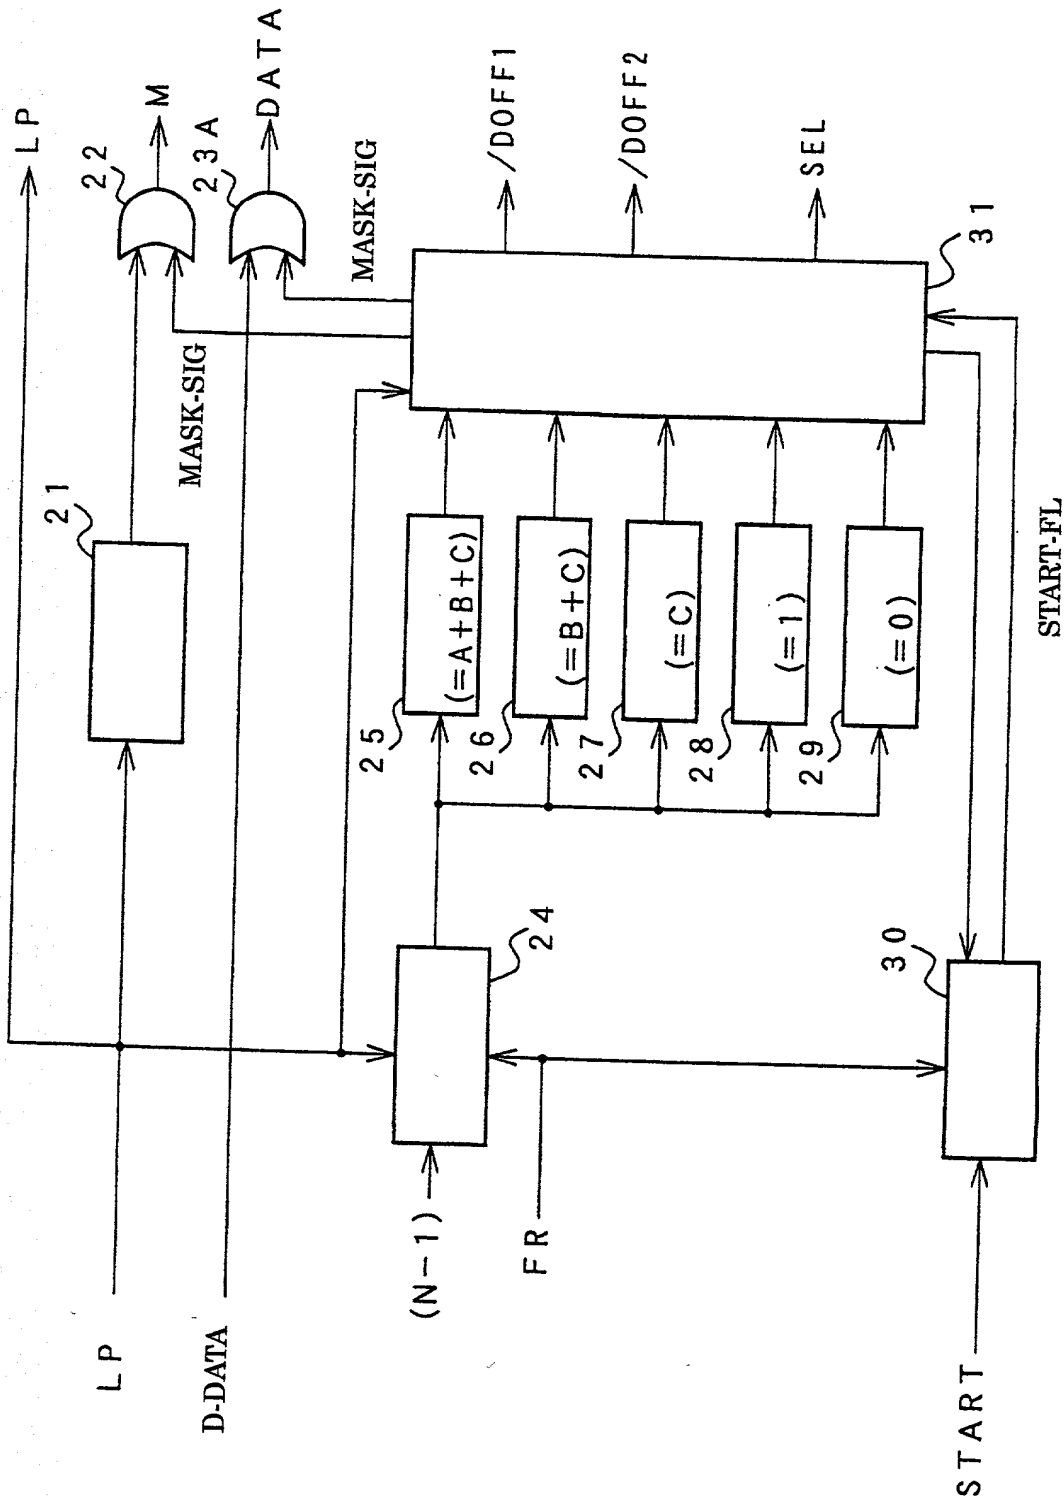 LP
D-DATA
(N-1)
FR
START
21
24
30
25
(=A+B+C)
26
(=B+C)
27
(=C)
28
(=1)
29
(=0)
MASK-SIG
MASK-SIG
START-FL
31
22
23A
LP
M
DATA
/DOFF1
/DOFF2
SEL